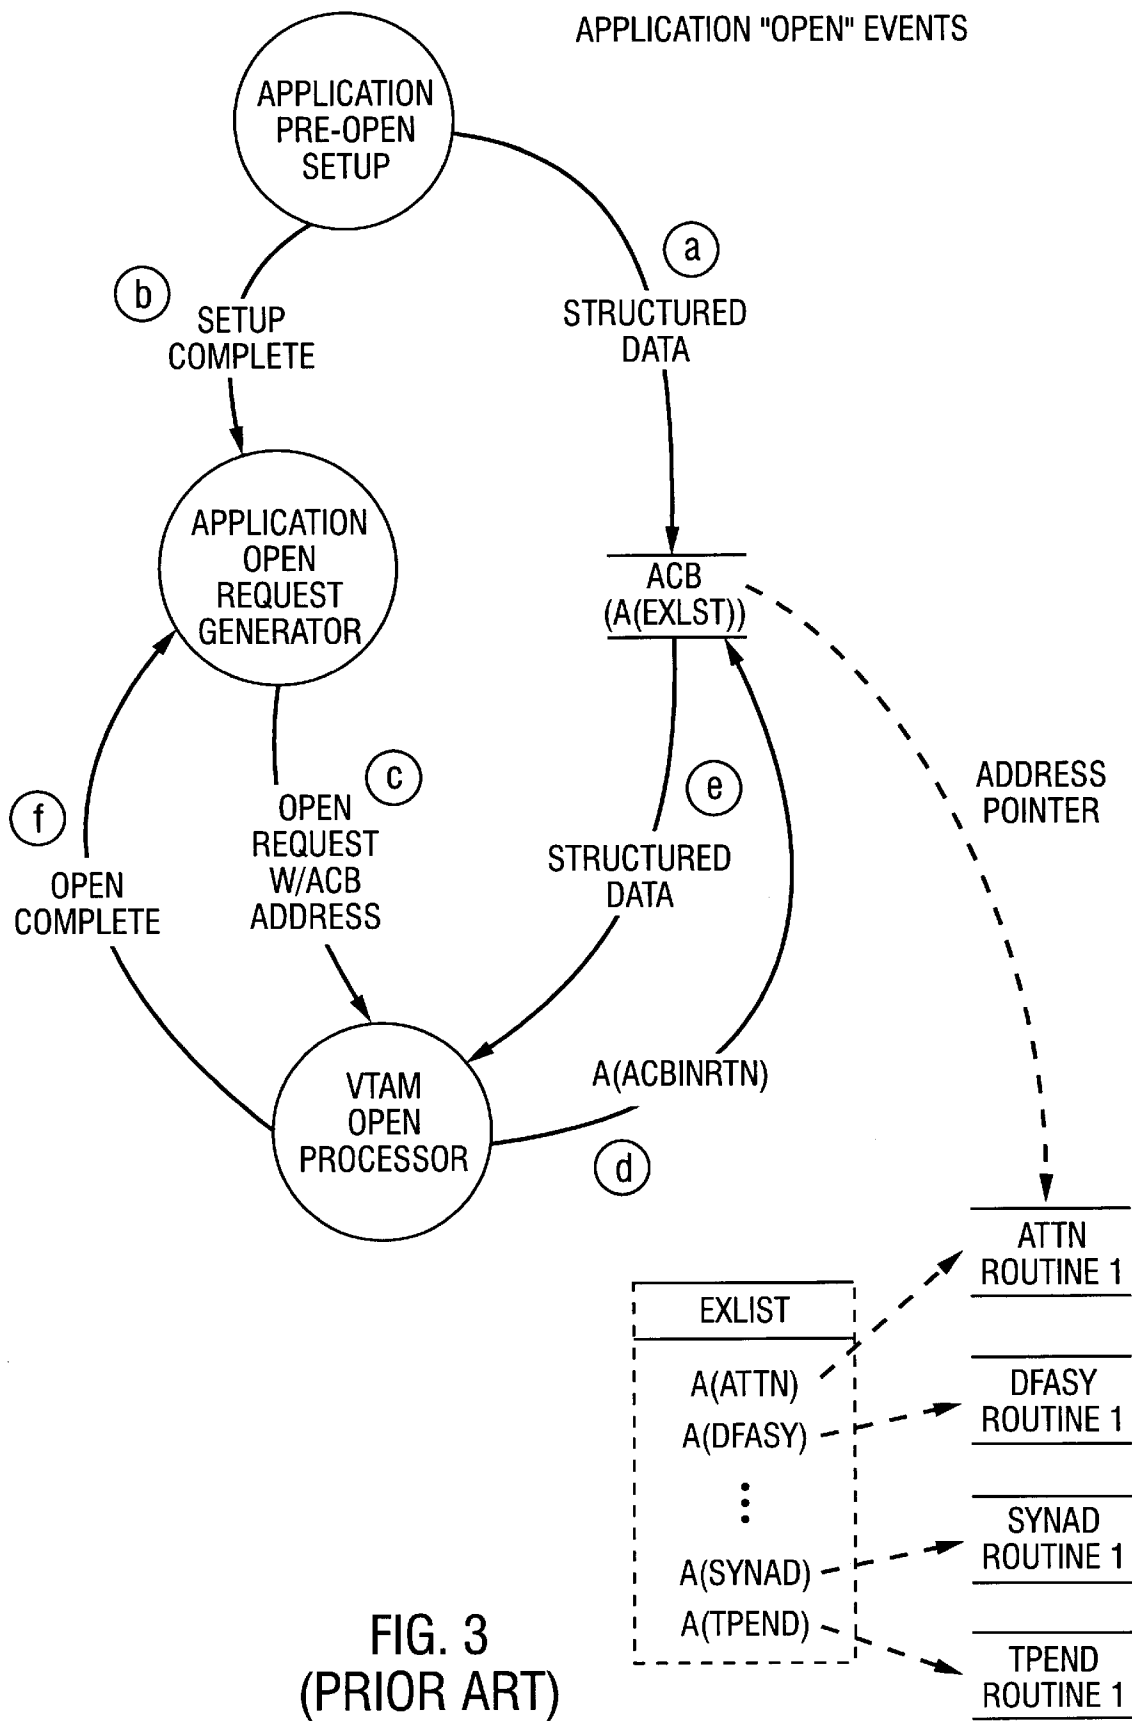 APPLICATION "OPEN" EVENTS
APPLICATION
PRE-OPEN
SETUP
a
b
STRUCTURED
DATA
SETUP
COMPLETE
APPLICATION
OPEN
REQUEST
GENERATOR
ACB
(A(EXLST))
ADDRESS
POINTER
c
e
f
OPEN
REQUEST
W/ACB
ADDRESS
STRUCTURED
DATA
OPEN
COMPLETE
A(ACBINRTN)
VTAM
OPEN
PROCESSOR
d
ATTN
ROUTINE 1
EXLIST
A(ATTN)
A(DFASY)
DFASY
ROUTINE 1
A(SYNAD)
SYNAD
ROUTINE 1
A(TPEND)
TPEND
ROUTINE 1
FIG. 3
(PRIOR ART)